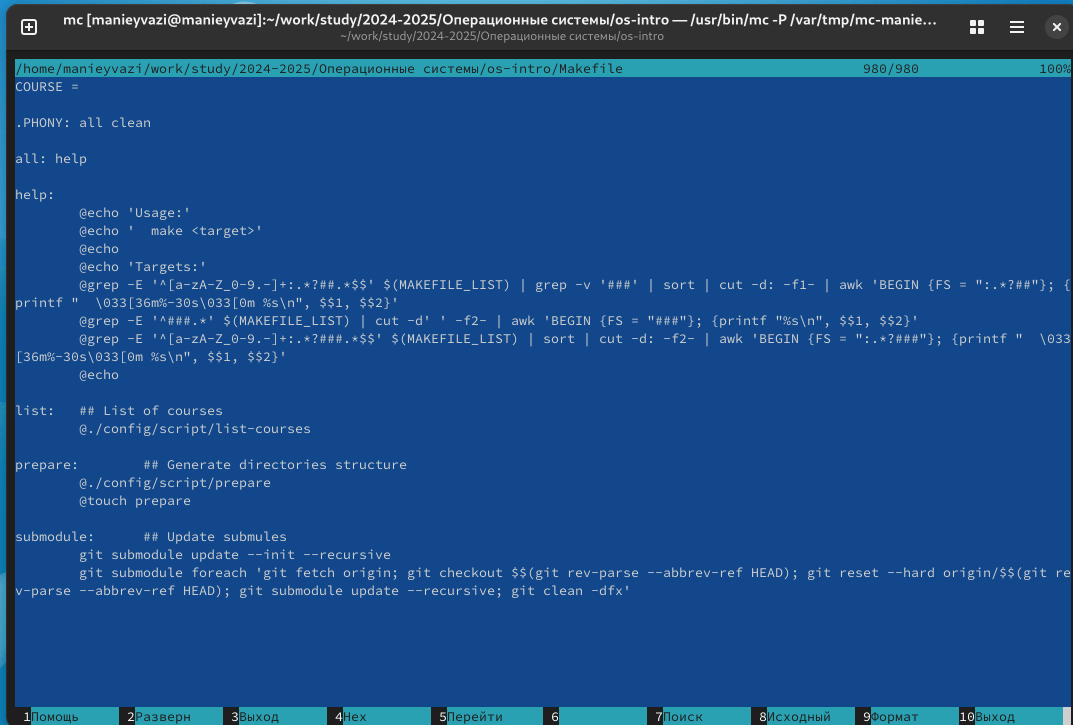 mc [manieyvazi@manieyvazi]:~/work/study/2024-2025/Операционные системы/os-intro — /usr/bin/mc -P /var/tmp/mc-manie…
~/work/study/2024-2025/Операционные системы/os-intro
/home/manieyvazi/work/study/2024-2025/Операционные системы/os-intro/Makefile 980/980 100%
COURSE =
.PHONY: all clean
all: help
help:
@echo 'Usage:'
@echo '  make <target>'
@echo
@echo 'Targets:'
@grep -E '^[a-zA-Z_0-9.-]+:.*?##.*$$' $(MAKEFILE_LIST) | grep -v '###' | sort | cut -d: -f1- | awk 'BEGIN {FS = ":.*?##"}; {
printf "  \033[36m%-30s\033[0m %s\n", $$1, $$2}'
@grep -E '^###.*' $(MAKEFILE_LIST) | cut -d' ' -f2- | awk 'BEGIN {FS = "###"}; {printf "%s\n", $$1, $$2}'
@grep -E '^[a-zA-Z_0-9.-]+:.*?###.*$$' $(MAKEFILE_LIST) | sort | cut -d: -f2- | awk 'BEGIN {FS = ":.*?###"}; {printf "  \033
[36m%-30s\033[0m %s\n", $$1, $$2}'
@echo
list:   ## List of courses
@./config/script/list-courses
prepare:        ## Generate directories structure
@./config/script/prepare
@touch prepare
submodule:      ## Update submules
git submodule update --init --recursive
git submodule foreach 'git fetch origin; git checkout $$(git rev-parse --abbrev-ref HEAD); git reset --hard origin/$$(git re
v-parse --abbrev-ref HEAD); git submodule update --recursive; git clean -dfx'
1Помощь 2Разверн 3Выход 4Hex 5Перейти 6 7Поиск 8Исходный 9Формат 10Выход